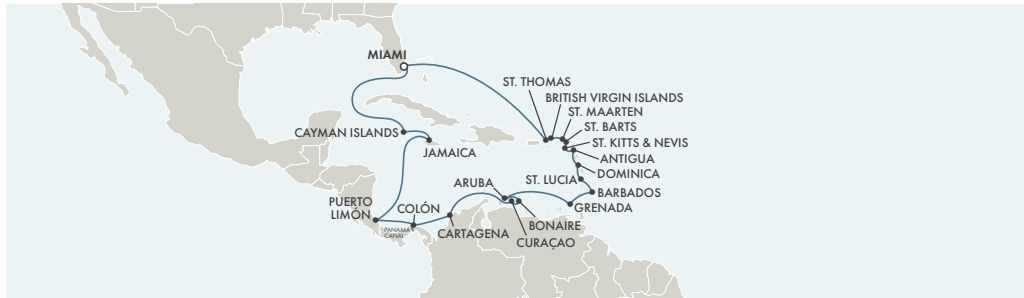 MIAMI
ST. THOMAS
BRITISH VIRGIN ISLANDS
ST. MAARTEN
ST. BARTS
CAYMAN ISLANDS
ST. KITTS & NEVIS
JAMAICA
ANTIGUA
DOMINICA
ST. LUCIA
ARUBA
BARBADOS
PUERTO
LIMÓN
COLÓN
GRENADA
PANAMA
CANAL
CARTAGENA
BONAIRE
CURAÇAO